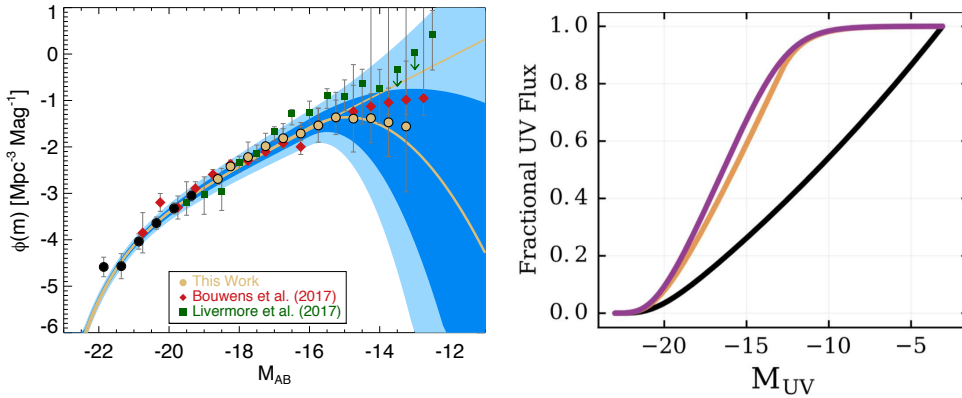 1
0
-1
-2
-3
-4
-5
-6
ϕ(m) [Mpc⁻³ Mag⁻¹]
This Work
Bouwens et al. (2017)
Livermore et al. (2017)
-22 -20 -18 -16 -14 -12
M_AB
1.0
0.8
0.6
0.4
0.2
0.0
Fractional UV Flux
−20 −15 −10 −5
M_UV